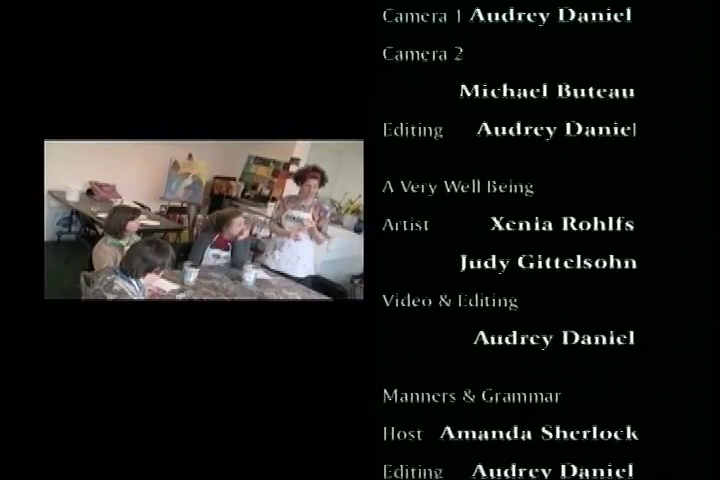 Camera 1 Audrey Daniel
Camera 2
Michael Buteau
Editing Audrey Daniel
A Very Well Being
Artist Xenia Rohlfs
Judy Gittelsohn
Video & Editing
Audrey Daniel
Manners & Grammar
Host Amanda Sherlock
Editing Audrey Daniel